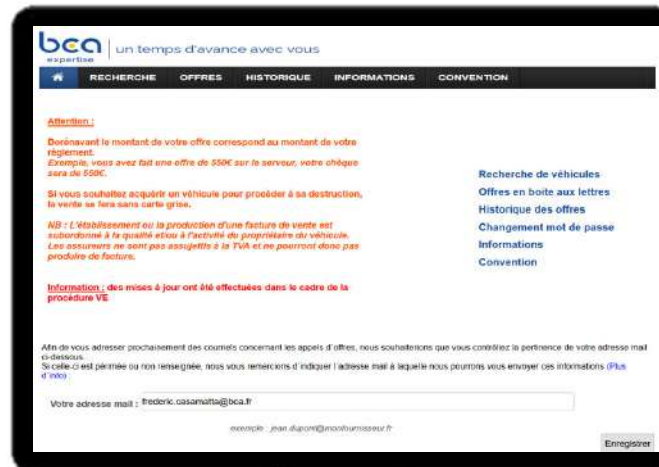 bca
expertise
un temps d'avance avec vous
RECHERCHE OFFRES HISTORIQUE INFORMATIONS CONVENTION
Attention :
Dorénavant le montant de votre offre correspond au montant de votre
règlement.
Exemple, vous avez fait une offre de 550€ sur le serveur, votre chèque
sera de 550€.
Si vous souhaitez acquérir un véhicule pour procéder à sa destruction,
la vente se fera sans carte grise.
NB : L'établissement ou la production d'une facture de vente est
subordonné à la qualité et/ou à l'activité du propriétaire du véhicule.
Les assureurs ne sont pas assujettis à la TVA et ne pourront donc pas
produire de facture.
Information : des mises à jour ont été effectuées dans le cadre de la
procédure VE
Recherche de véhicules
Offres en boite aux lettres
Historique des offres
Changement mot de passe
Informations
Convention
Afin de vous adresser prochainement des courriels concernant les appels d'offres, nous souhaiterions que vous contrôliez la pertinence de votre adresse mail
ci-dessous.
Si celle-ci est périmée ou non renseignée, nous vous remercions d'indiquer l'adresse mail à laquelle nous pourrons vous envoyer ces informations (Plus
d'info) :
Votre adresse mail : frederic.casamatta@bca.fr
exemple : jean.dupont@monfournisseur.fr
Enregistrer